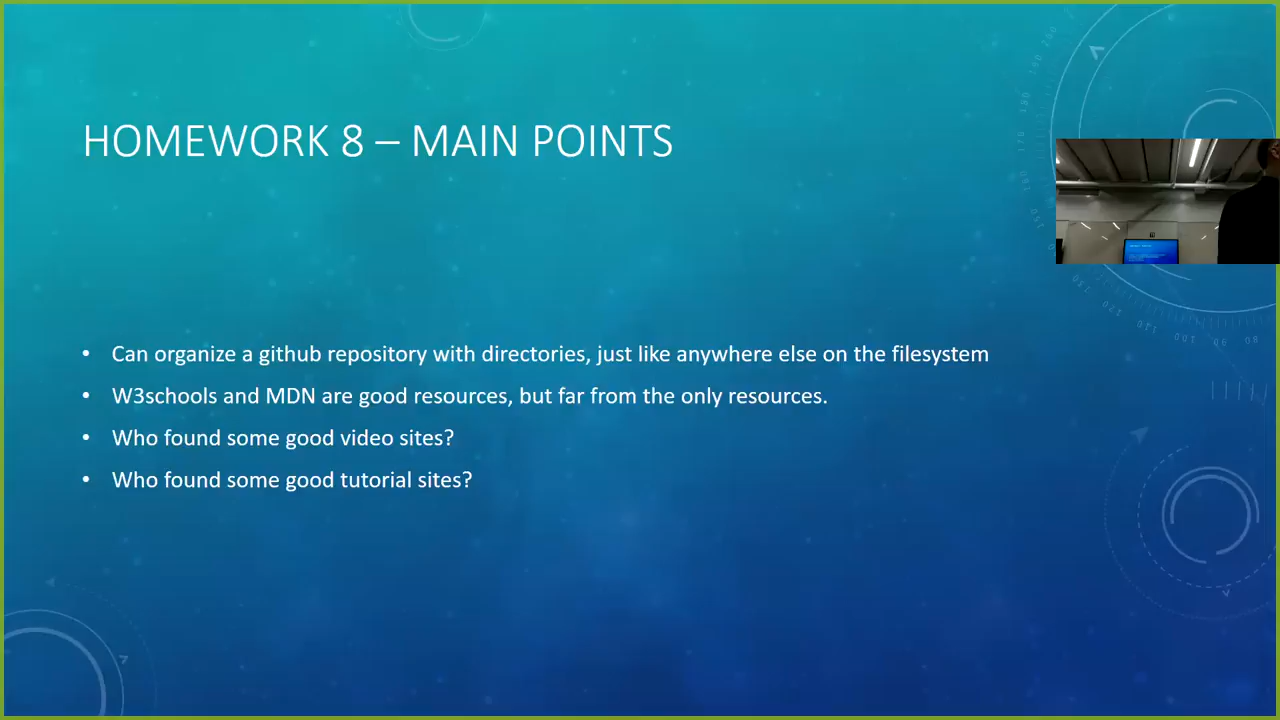 HOMEWORK 8 – MAIN POINTS
• Can organize a github repository with directories, just like anywhere else on the filesystem
• W3schools and MDN are good resources, but far from the only resources.
• Who found some good video sites?
• Who found some good tutorial sites?